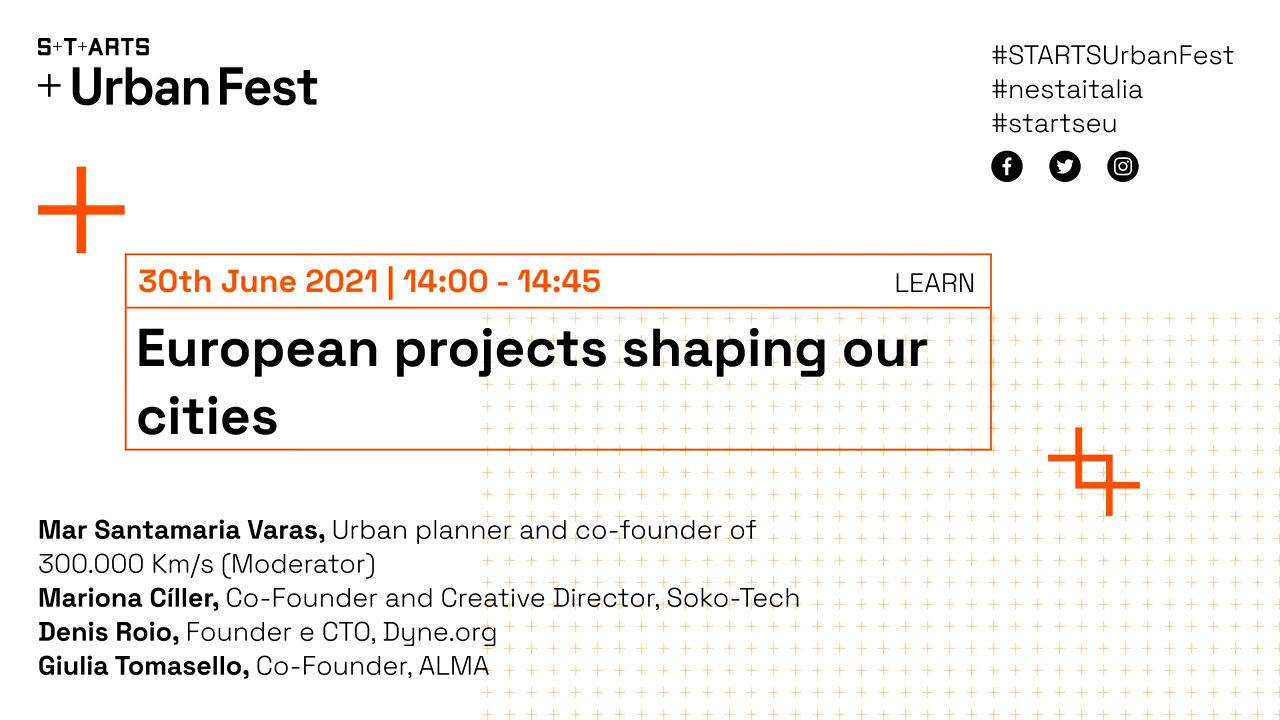 S+T+ARTS
+ Urban Fest
#STARTSUrbanFest
#nestaitalia
#startseu
30th June 2021 | 14:00 - 14:45
LEARN
European projects shaping our
cities
Mar Santamaria Varas, Urban planner and co-founder of
300.000 Km/s (Moderator)
Mariona Cíller, Co-Founder and Creative Director, Soko-Tech
Denis Roio, Founder e CTO, Dyne.org
Giulia Tomasello, Co-Founder, ALMA